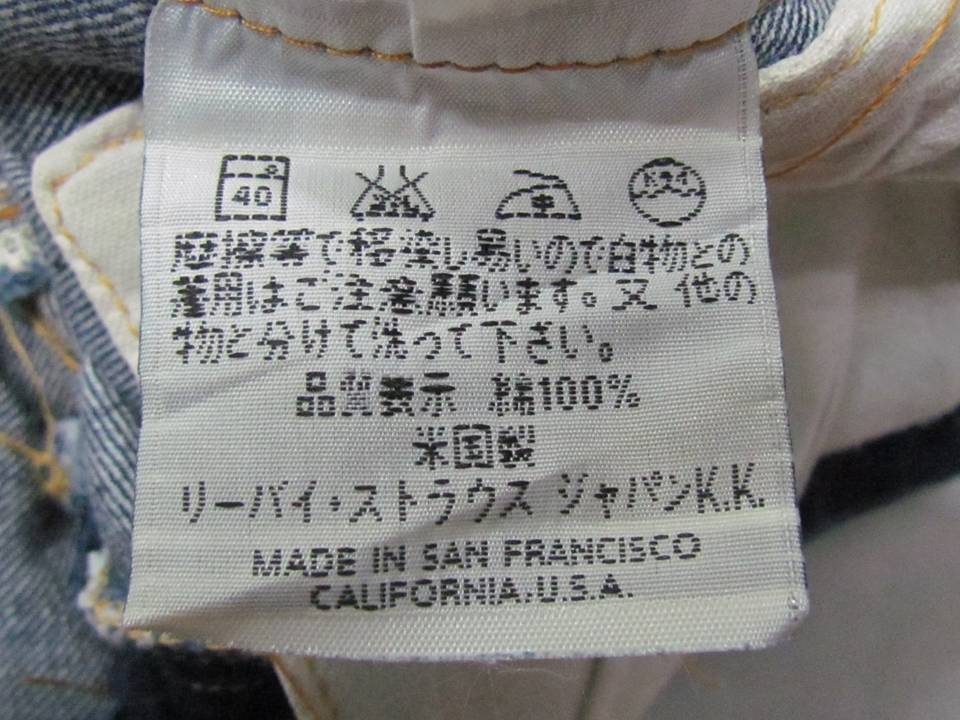 40
摩擦等で移染し易いので白物との
着用はご注意願います。又 他の
物と分けて洗って下さい。
品質表示 綿100%
米国製
リーバイ・ストラウス ジャパンK.K.
MADE IN SAN FRANCISCO
CALIFORNIA.U.S.A.